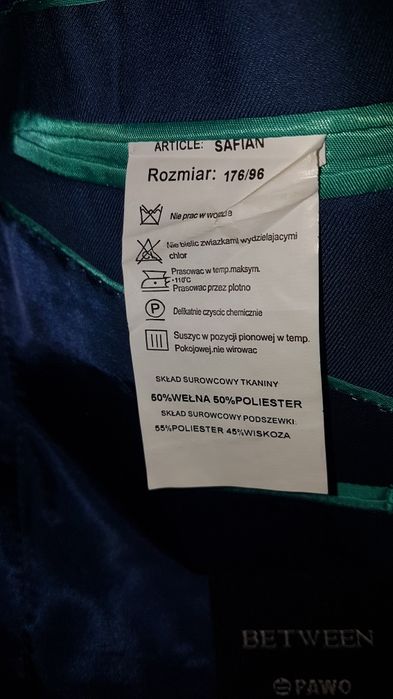 ARTICLE: SAFIAN
Rozmiar: 176/96
Nie prac w wodzie
Nie bielic zwiazkami wydzielajacymi
chlor
Prasowac w temp.maksym.
-110°C
Prasowac przez plotno
P
Delikatnie czyscic chemicznie
Suszyc w pozycji pionowej w temp.
Pokojowej.nie wirowac
SKŁAD SUROWCOWY TKANINY
50%WEŁNA 50%POLIESTER
SKŁAD SUROWCOWY PODSZEWKI:
55%POLIESTER 45%WISKOZA
BETWEEN
PAWO